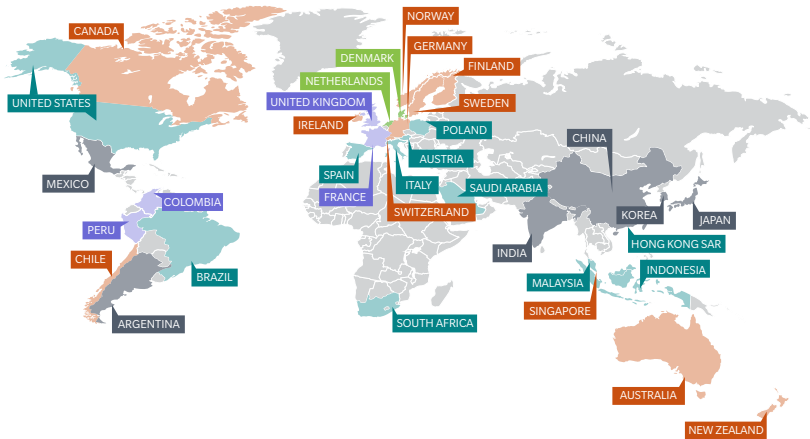 NORWAY
CANADA
GERMANY
DENMARK
FINLAND
NETHERLANDS
UNITED STATES
UNITED KINGDOM
SWEDEN
IRELAND
POLAND
CHINA
AUSTRIA
SPAIN
ITALY
MEXICO
SAUDI ARABIA
FRANCE
COLOMBIA
SWITZERLAND
KOREA
JAPAN
PERU
HONG KONG SAR
INDIA
CHILE
INDONESIA
BRAZIL
MALAYSIA
SINGAPORE
ARGENTINA
SOUTH AFRICA
AUSTRALIA
NEW ZEALAND